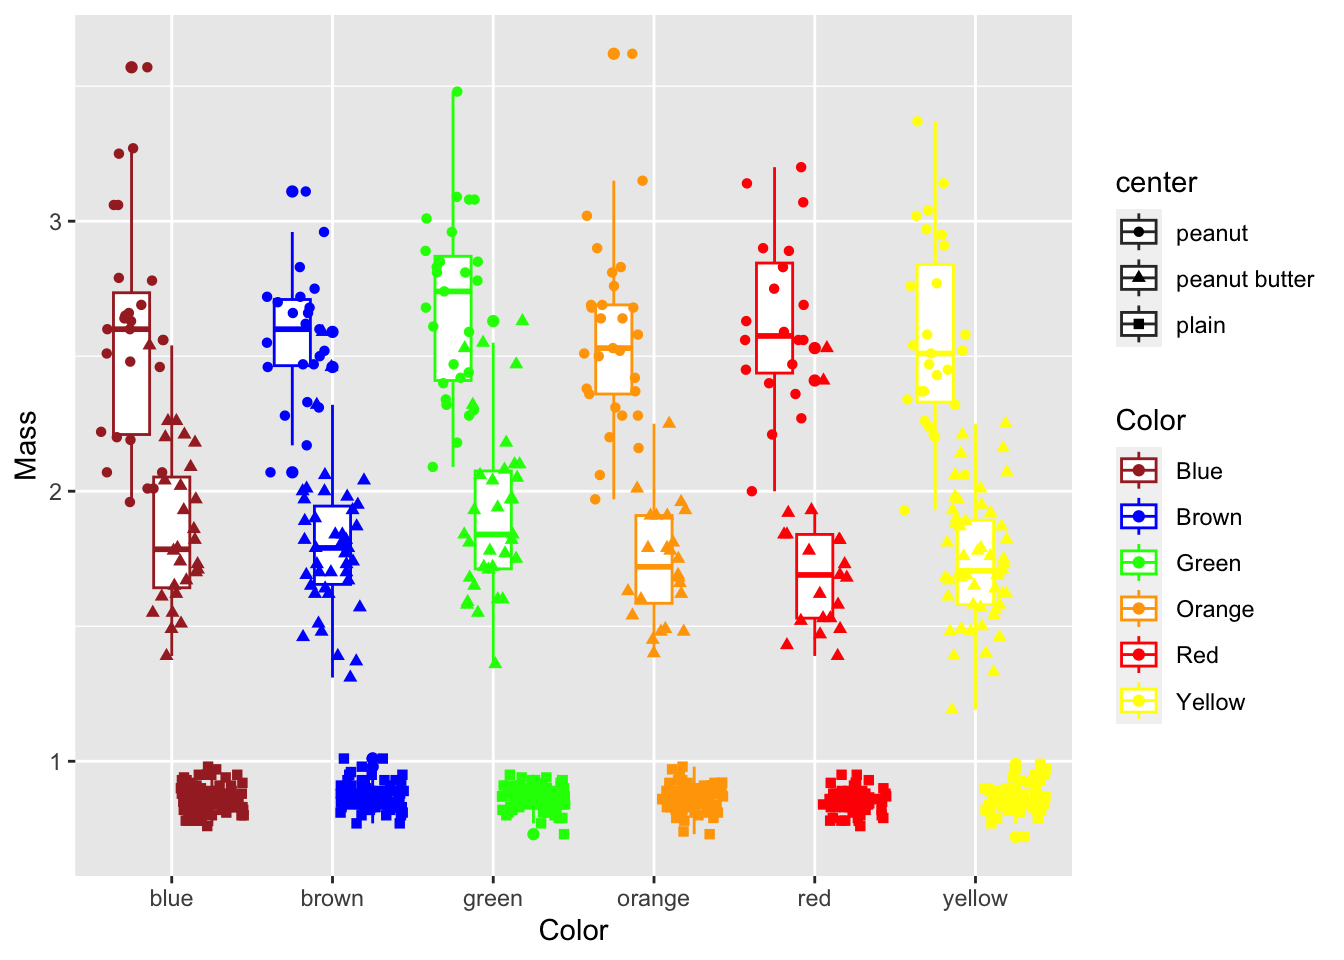 Mass
3
2
1
blue brown green orange red yellow
Color
center
peanut
peanut butter
plain
Color
Blue
Brown
Green
Orange
Red
Yellow